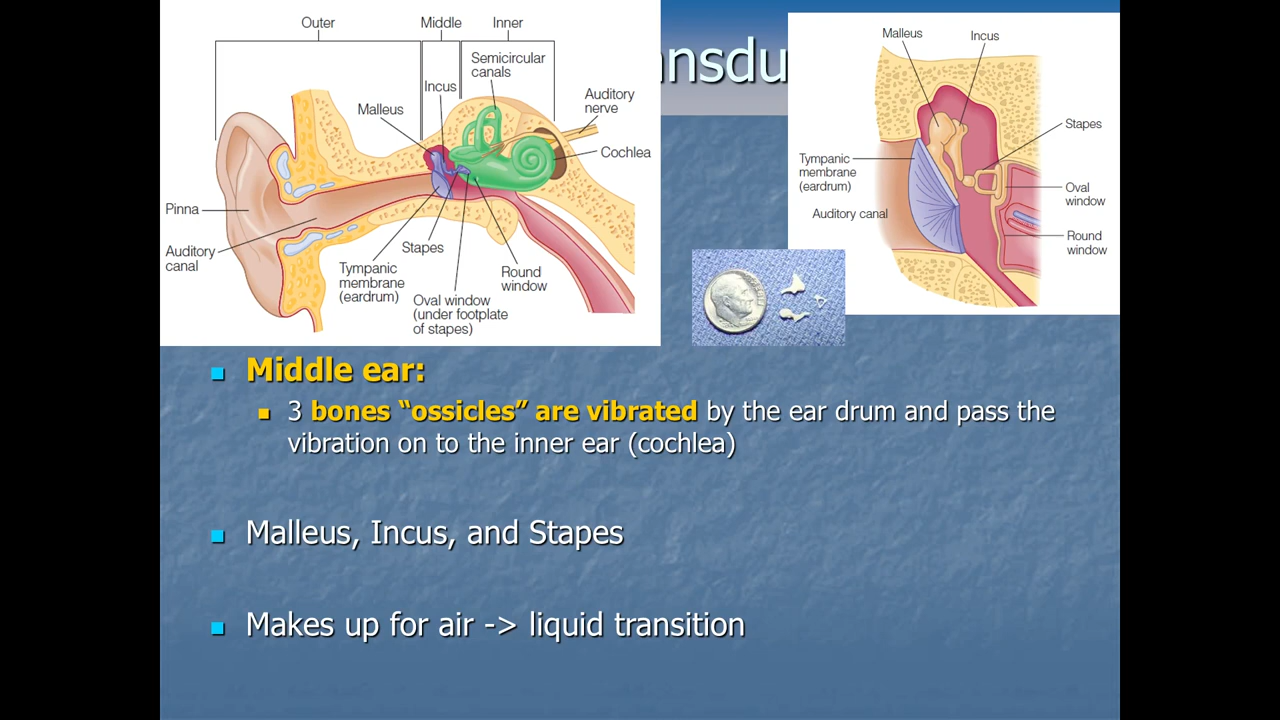 Outer
Middle
Inner
Semicircular
canals
Incus
Malleus
Auditory
nerve
Cochlea
Pinna
Auditory
canal
Stapes
Tympanic
membrane
(eardrum)
Oval window
(under footplate
of stapes)
Round
window
ansdu
Malleus
Incus
Stapes
Tympanic
membrane
(eardrum)
Oval
window
Auditory canal
Round
window
Middle ear:
3 bones “ossicles” are vibrated by the ear drum and pass the
vibration on to the inner ear (cochlea)
Malleus, Incus, and Stapes
Makes up for air -> liquid transition